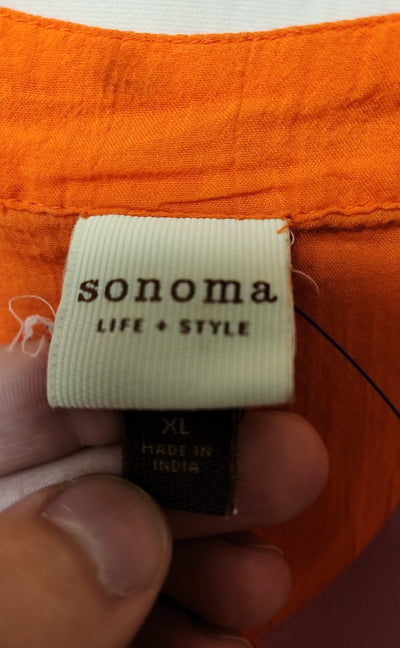 sonoma
LIFE + STYLE
XL
MADE IN
INDIA